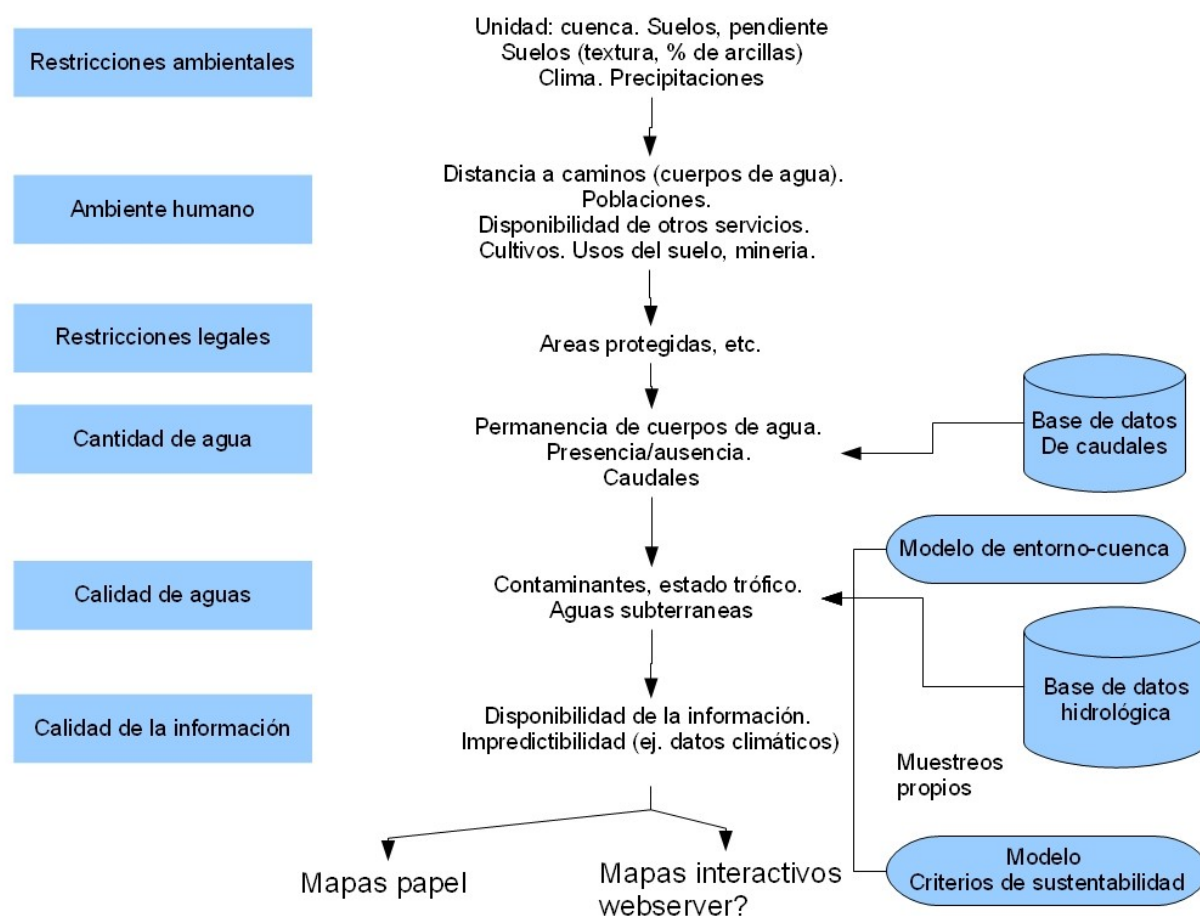 Restricciones ambientales
Unidad: cuenca. Suelos, pendiente
Suelos (textura, % de arcillas)
Clima. Precipitaciones
Ambiente humano
Distancia a caminos (cuerpos de agua).
Poblaciones.
Disponibilidad de otros servicios.
Cultivos. Usos del suelo, mineria.
Restricciones legales
Areas protegidas, etc.
Cantidad de agua
Permanencia de cuerpos de agua.
Presencia/ausencia.
Caudales
Base de datos
De caudales
Modelo de entorno-cuenca
Calidad de aguas
Contaminantes, estado trófico.
Aguas subterraneas
Base de datos
hidrológica
Calidad de la información
Disponibilidad de la información.
Impredictibilidad (ej. datos climáticos)
Muestreos
propios
Mapas papel
Mapas interactivos
webserver?
Modelo
Criterios de sustentabilidad